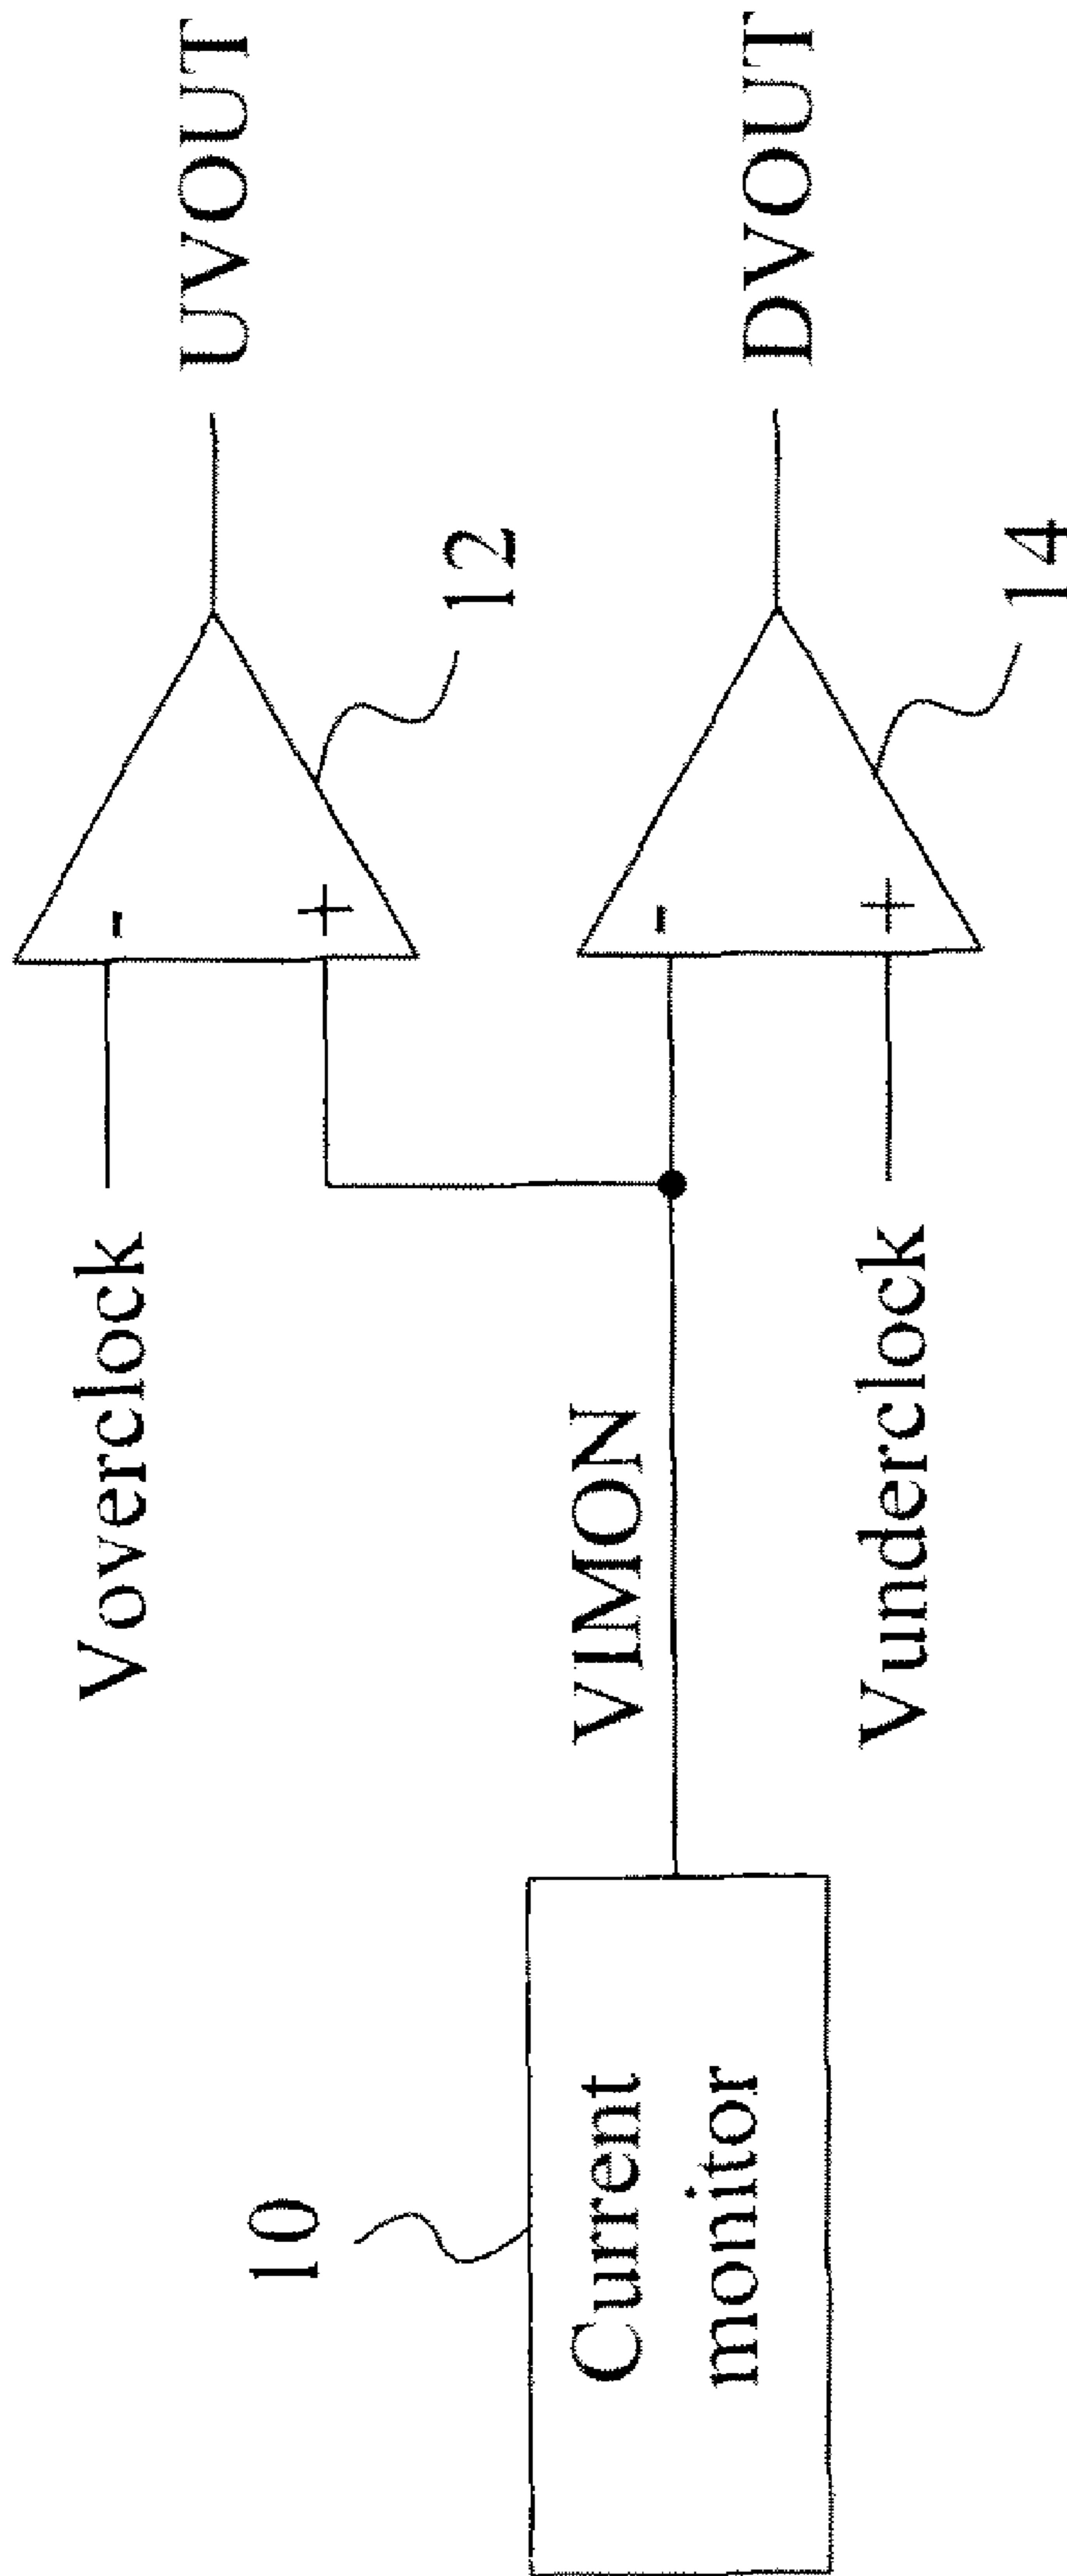 Voverclock
-
+
12
UVOUT
10
Current
monitor
VIMON
-
+
14
DVOUT
Vunderclock